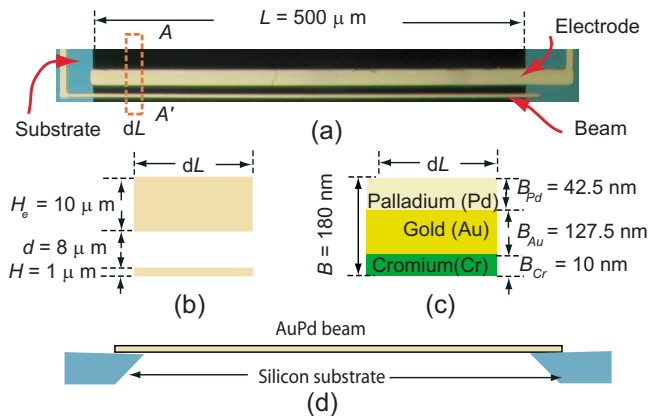 L = 500 μ m
A
Electrode
Substrate
A'
dL
Beam
(a)
dL
H_e = 10 μ m
d = 8 μ m
H = 1 μ m
(b)
dL
B = 180 nm
Palladium (Pd)
Gold (Au)
Cromium(Cr)
B_Pd = 42.5 nm
B_Au = 127.5 nm
B_Cr = 10 nm
(c)
AuPd beam
Silicon substrate
(d)